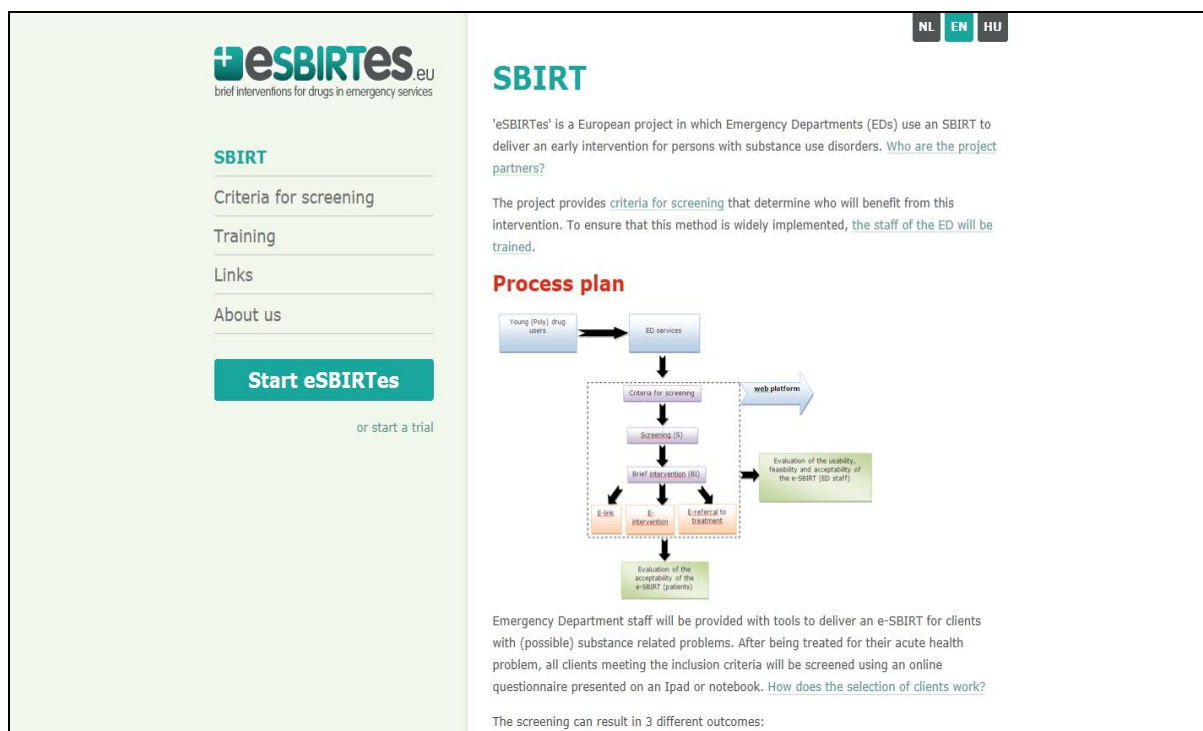 NL EN HU
esbirtes.eu
brief interventions for drugs in emergency services
SBIRT
Criteria for screening
Training
Links
About us
Start eSBIRTes
or start a trial
SBIRT
'eSBIRTes' is a European project in which Emergency Departments (EDs) use an SBIRT to
deliver an early intervention for persons with substance use disorders. Who are the project
partners?
The project provides criteria for screening that determine who will benefit from this
intervention. To ensure that this method is widely implemented, the staff of the ED will be
trained.
Process plan
Young (Poly) drug
users
ED services
Criteria for screening
web platform
Screening (S)
Brief intervention (BI)
Evaluation of the usability,
feasibility and acceptability of
the e-SBIRT (ED staff)
E-link
E-
intervention
E-referral to
treatment
Evaluation of the
acceptability of the
e-SBIRT (patients)
Emergency Department staff will be provided with tools to deliver an e-SBIRT for clients
with (possible) substance related problems. After being treated for their acute health
problem, all clients meeting the inclusion criteria will be screened using an online
questionnaire presented on an Ipad or notebook. How does the selection of clients work?
The screening can result in 3 different outcomes: